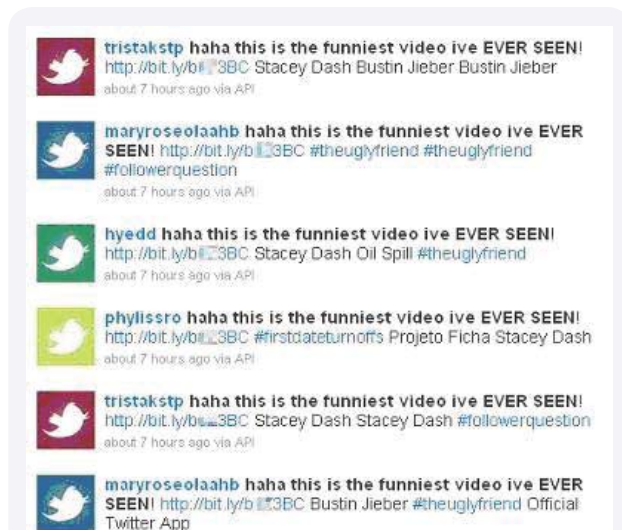 tristakstp haha this is the funniest video ive EVER SEEN!
Stacey Dash Bustin Jieber Bustin Jieber
about 7 hours ago via API
maryroseolaahb haha this is the funniest video ive EVER
SEEN! #theuglyfriend #theuglyfriend
#followerquestion
about 7 hours ago via API
hyedd haha this is the funniest video ive EVER SEEN!
Stacey Dash Oil Spill #theuglyfriend
about 7 hours ago via API
phylissro haha this is the funniest video ive EVER SEEN!
#firstdateturnoffs Projeto Ficha Stacey Dash
about 7 hours ago via API
tristakstp haha this is the funniest video ive EVER SEEN!
Stacey Dash Stacey Dash #followerquestion
about 7 hours ago via API
maryroseolaahb haha this is the funniest video ive EVER
SEEN! Bustin Jieber #theuglyfriend Official
Twitter App